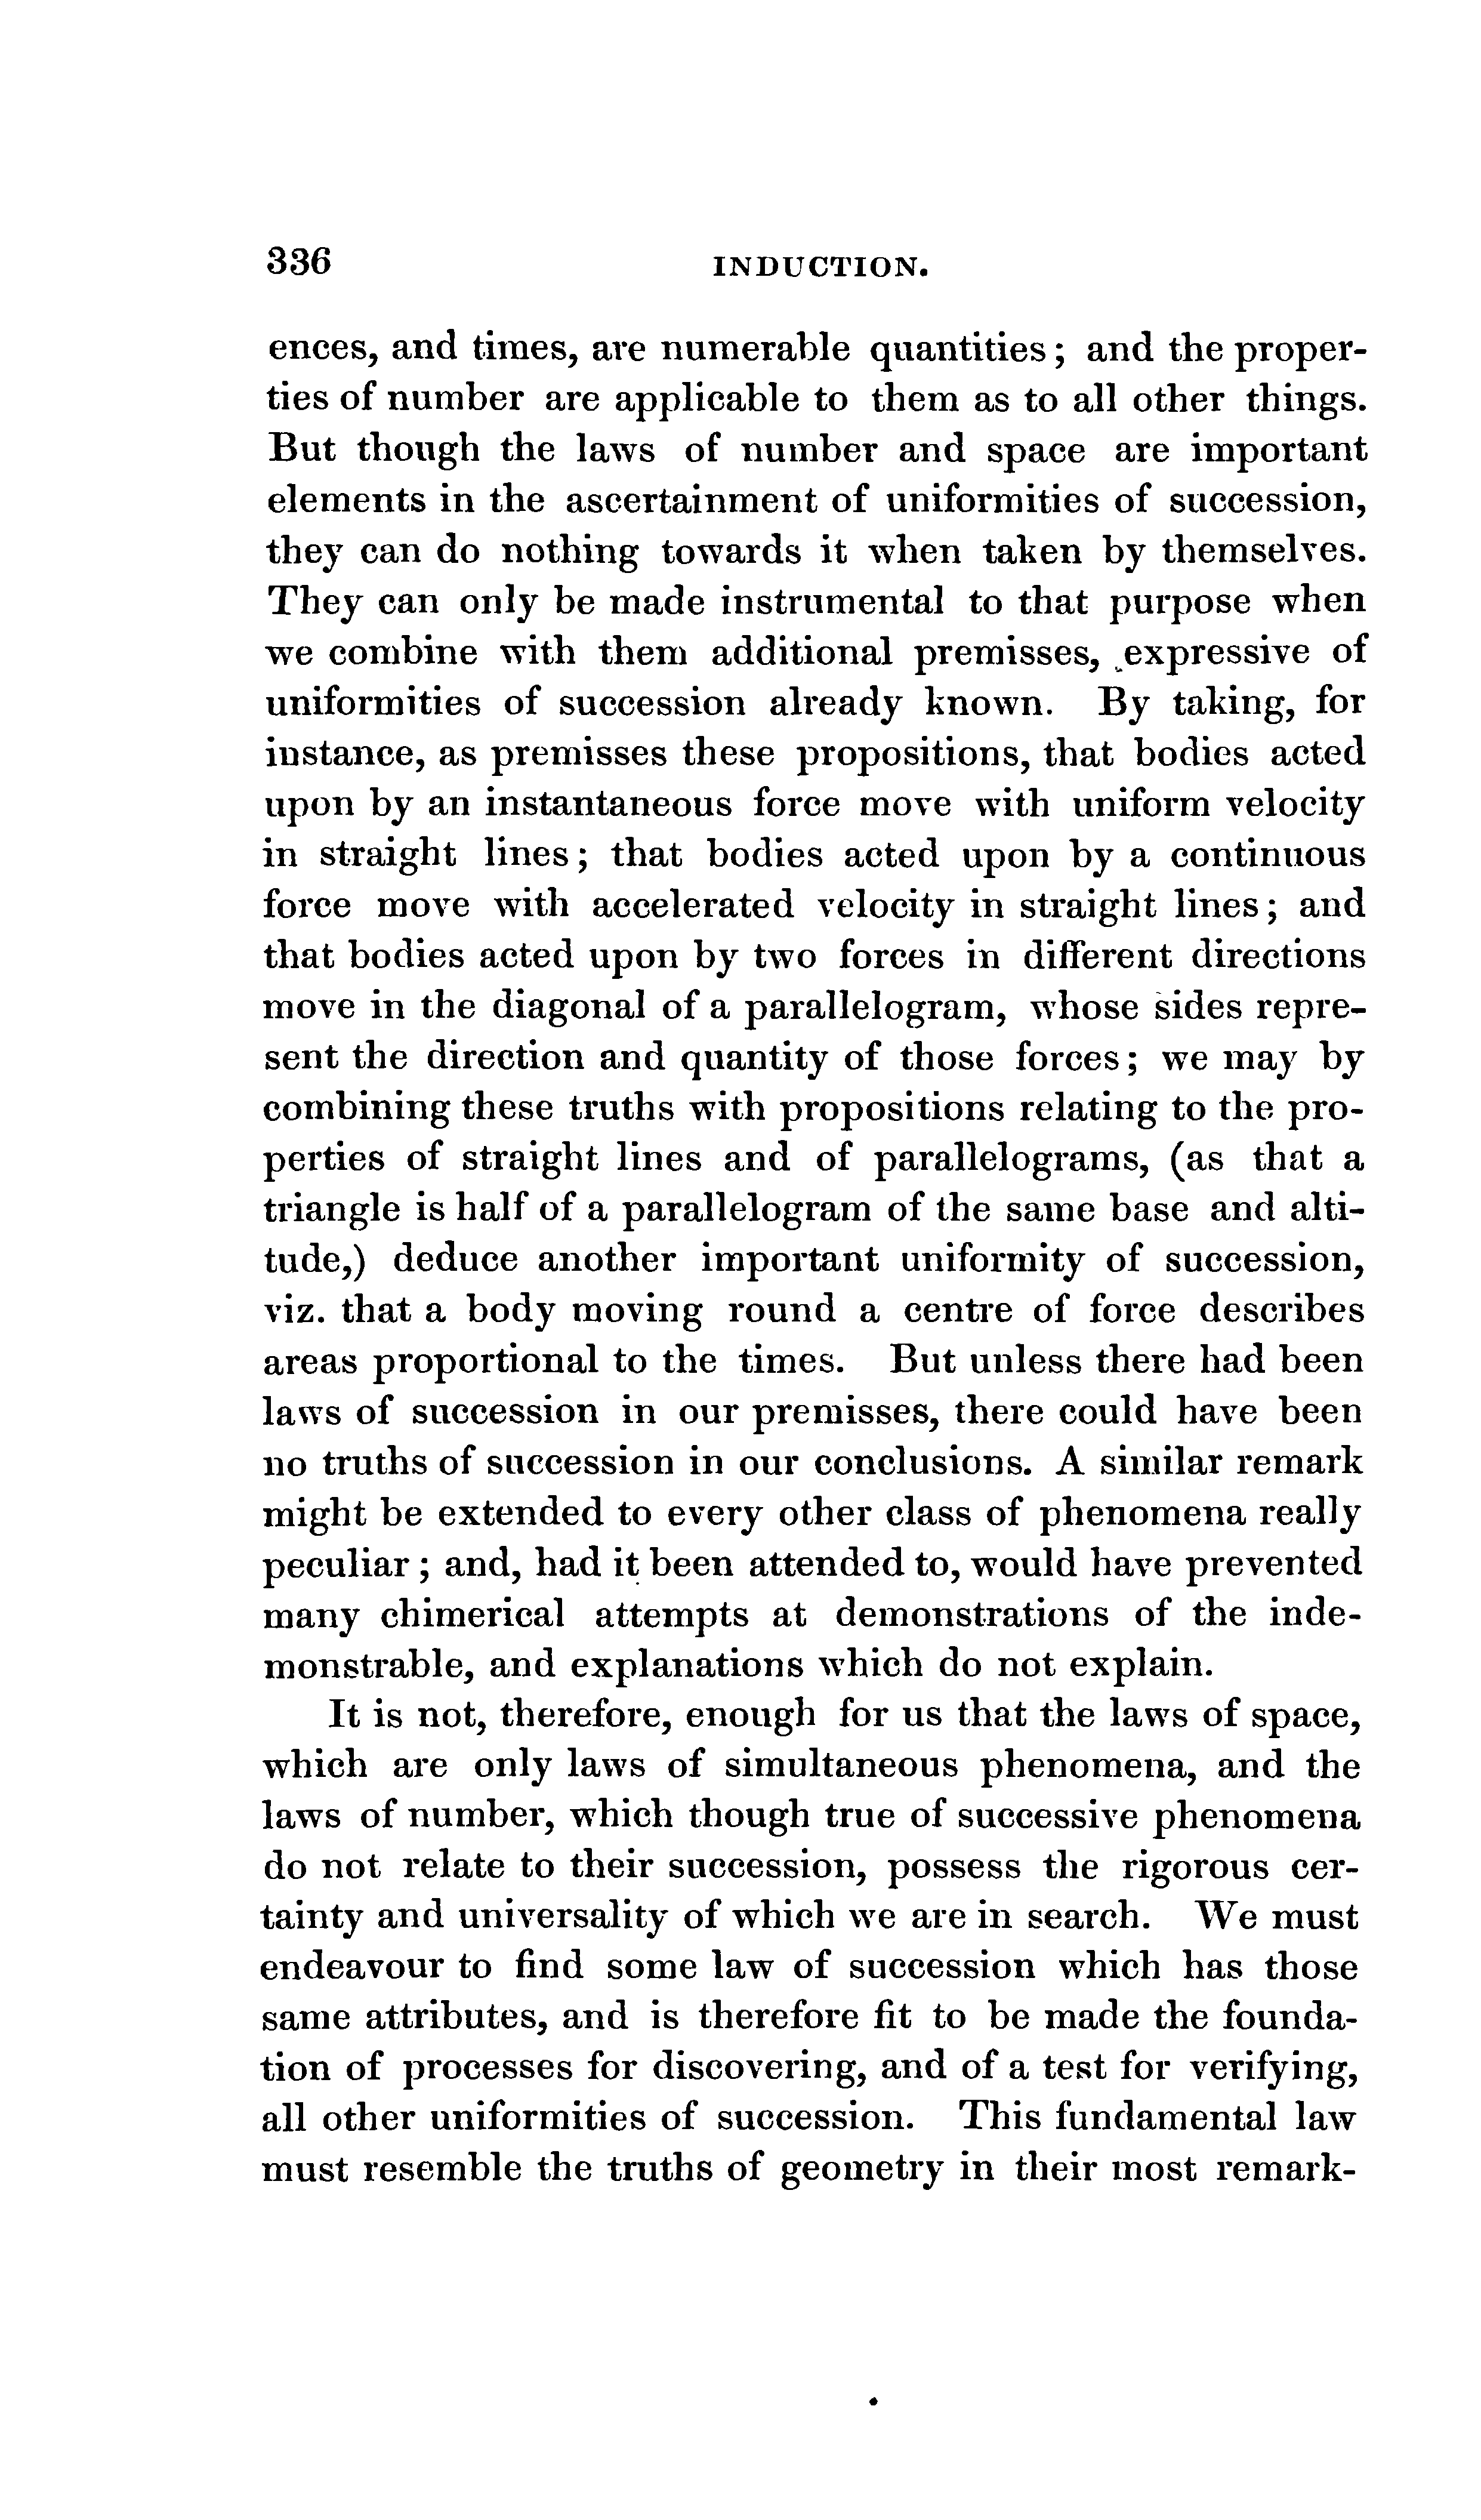 336 INDUCTION.
ences, and times, are numerable quantities; and the proper-
ties of number are applicable to them as to all other things.
But though the laws of number and space are important
elements in the ascertainment of uniformities of succession,
they can do nothing towards it when taken by themselves.
They can only be made instrumental to that purpose when
we combine with them additional premisses, expressive of
uniformities of succession already known. By taking, for
instance, as premisses these propositions, that bodies acted
upon by an instantaneous force move with uniform velocity
in straight lines; that bodies acted upon by a continuous
force move with accelerated velocity in straight lines; and
that bodies acted upon by two forces in different directions
move in the diagonal of a parallelogram, whose sides repre-
sent the direction and quantity of those forces; we may by
combining these truths with propositions relating to the pro-
perties of straight lines and of parallelograms, (as that a
triangle is half of a parallelogram of the same base and alti-
tude,) deduce another important uniformity of succession,
viz. that a body moving round a centre of force describes
areas proportional to the times. But unless there had been
laws of succession in our premisses, there could have been
no truths of succession in our conclusions. A similar remark
might be extended to every other class of phenomena really
peculiar; and, had it been attended to, would have prevented
many chimerical attempts at demonstrations of the inde-
monstrable, and explanations which do not explain.
It is not, therefore, enough for us that the laws of space,
which are only laws of simultaneous phenomena, and the
laws of number, which though true of successive phenomena
do not relate to their succession, possess the rigorous cer-
tainty and universality of which we are in search. We must
endeavour to find some law of succession which has those
same attributes, and is therefore fit to be made the founda-
tion of processes for discovering, and of a test for verifying,
all other uniformities of succession. This fundamental law
must resemble the truths of geometry in their most remark-